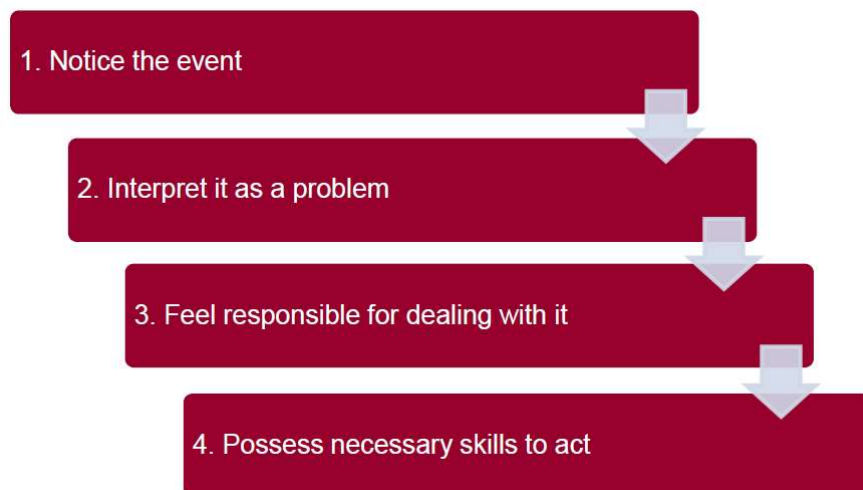 1. Notice the event
2. Interpret it as a problem
3. Feel responsible for dealing with it
4. Possess necessary skills to act